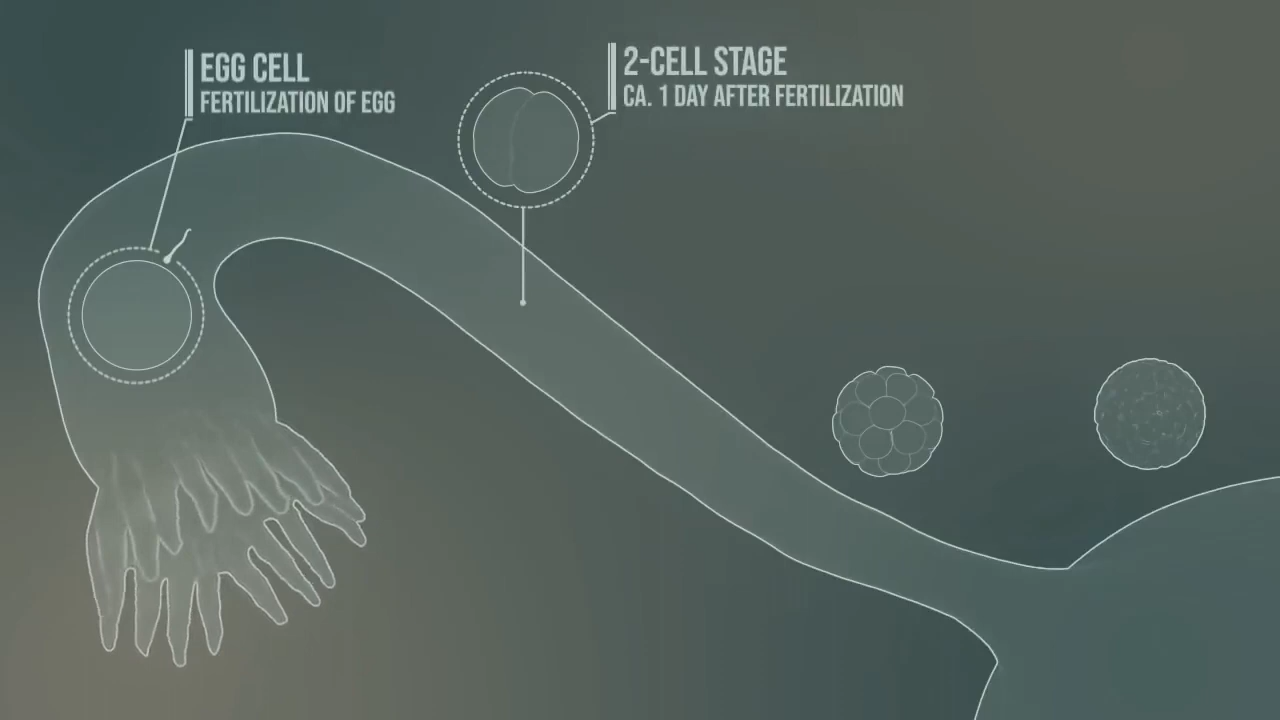 EGG CELL
FERTILIZATION OF EGG
2-CELL STAGE
CA. 1 DAY AFTER FERTILIZATION